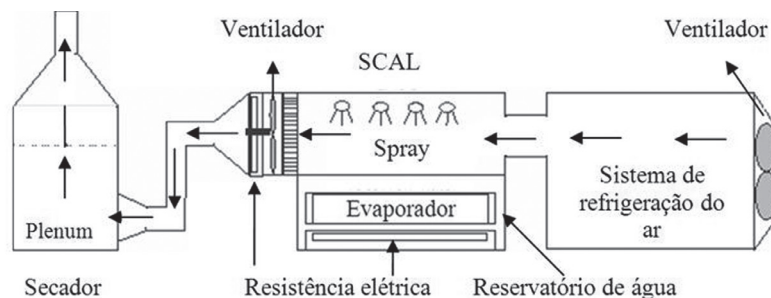 Ventilador
SCAL
Ventilador
Spray
Sistema de
refrigeração do
ar
Evaporador
Plenum
Secador
Resistência elétrica
Reservatório de água